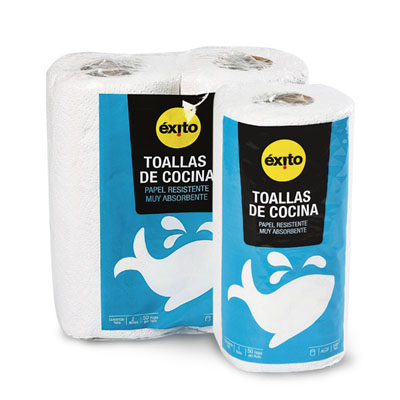 éxito
TOALLAS
DE COCINA
PAPEL RESISTENTE
MUY ABSORBENTE
éxito
TOALLAS
DE COCINA
PAPEL RESISTENTE
MUY ABSORBENTE